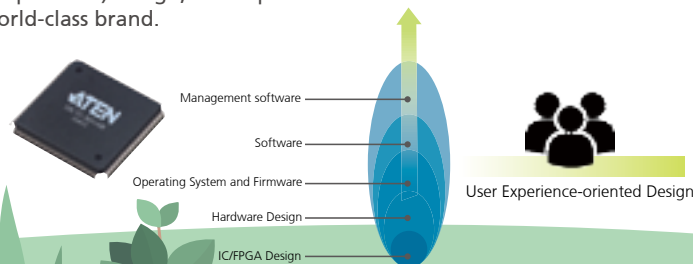 world-class brand.
ATEN
Management software
Software
Operating System and Firmware
Hardware Design
IC/FPGA Design
User Experience-oriented Design